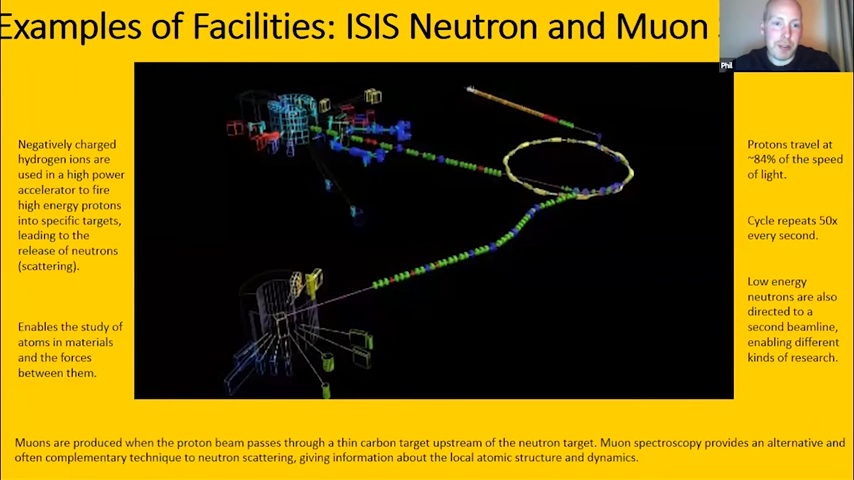 Examples of Facilities: ISIS Neutron and Muon
Phil
Negatively charged
hydrogen ions are
used in a high power
accelerator to fire
high energy protons
into specific targets,
leading to the
release of neutrons
(scattering).
Enables the study of
atoms in materials
and the forces
between them.
Protons travel at
~84% of the speed
of light.
Cycle repeats 50x
every second.
Low energy
neutrons are also
directed to a
second beamline,
enabling different
kinds of research.
Muons are produced when the proton beam passes through a thin carbon target upstream of the neutron target. Muon spectroscopy provides an alternative and
often complementary technique to neutron scattering, giving information about the local atomic structure and dynamics.